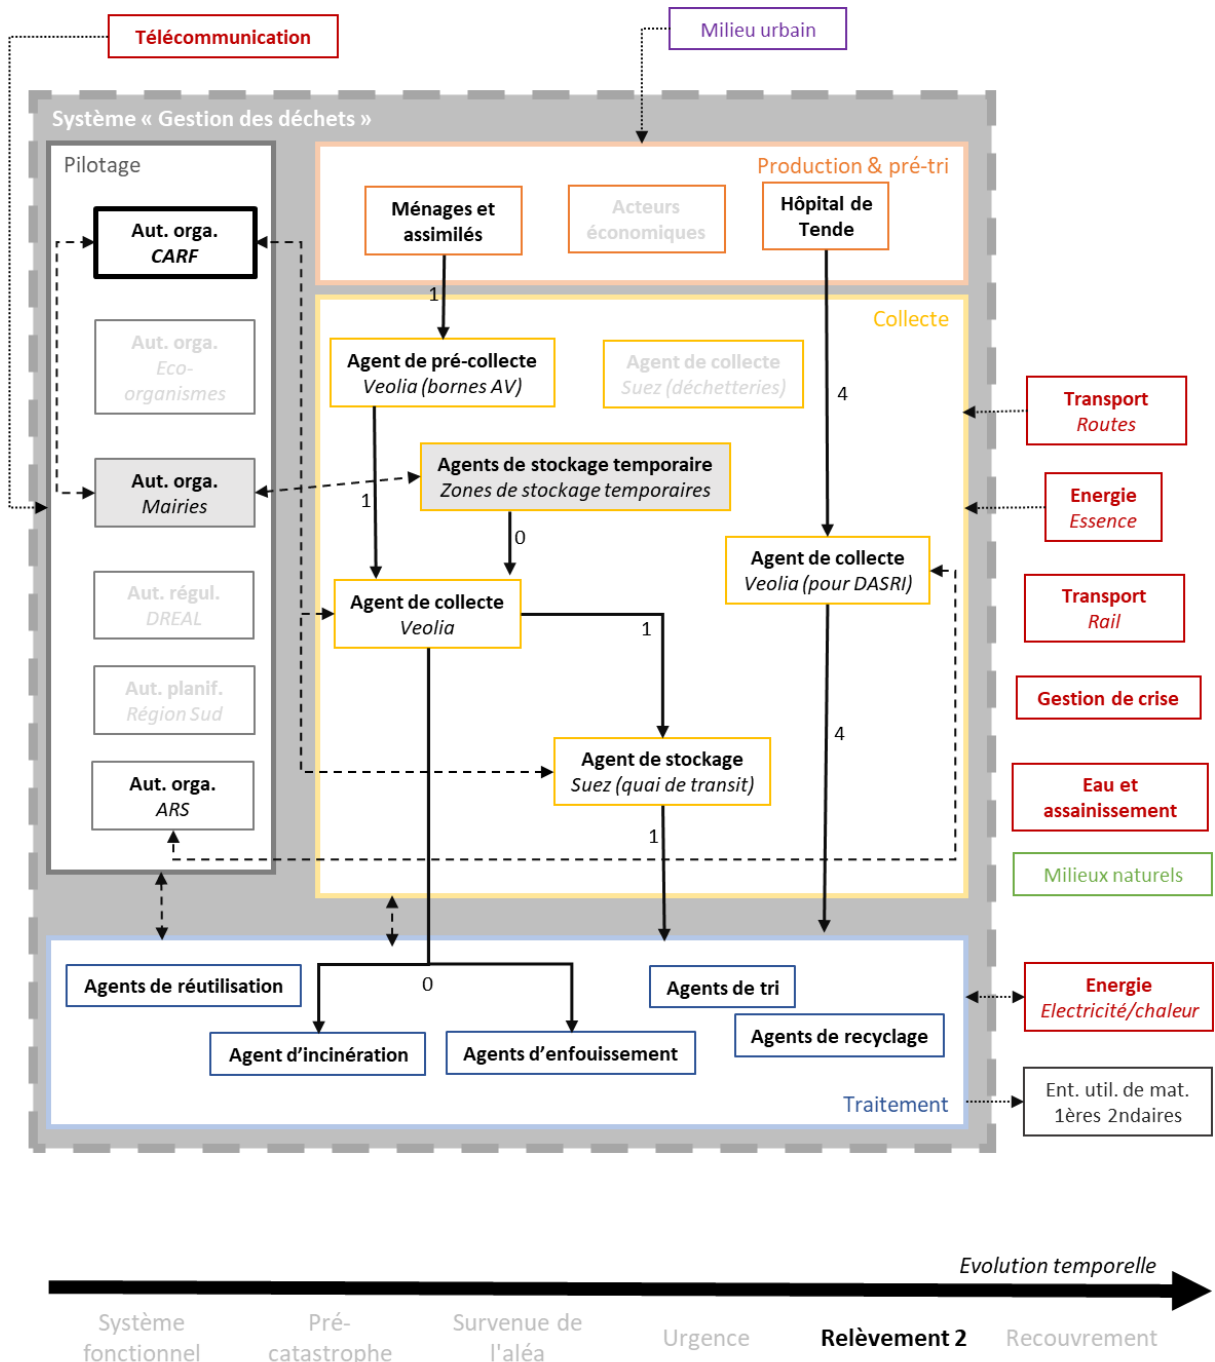 Télécommunication
Milieu urbain
Système « Gestion des déchets »
Pilotage
Production & pré-tri
Aut. orga.
CARF
Ménages et
assimilés
Acteurs
économiques
Hôpital de
Tende
1
Collecte
Aut. orga.
Eco-
organismes
Agent de pré-collecte
Veolia (bornes AV)
Agent de collecte
Suez (déchetteries)
4
Transport
Routes
Aut. orga.
Mairies
Agents de stockage temporaire
Zones de stockage temporaires
1
0
Energie
Essence
Agent de collecte
Veolia (pour DASRI)
Aut. régul.
DREAL
Agent de collecte
Veolia
1
Transport
Rail
Aut. planif.
Région Sud
Gestion de crise
4
Agent de stockage
Suez (quai de transit)
Aut. orga.
ARS
1
Eau et
assainissement
Milieux naturels
Agents de réutilisation
0
Agents de tri
Energie
Electricité/chaleur
Agent d’incinération
Agents d’enfouissement
Agents de recyclage
Traitement
Ent. util. de mat.
1ères 2ndaires
Evolution temporelle
Système
fonctionnel
Pré-
catastrophe
Survenue de
l'aléa
Urgence
Relèvement 2
Recouvrement